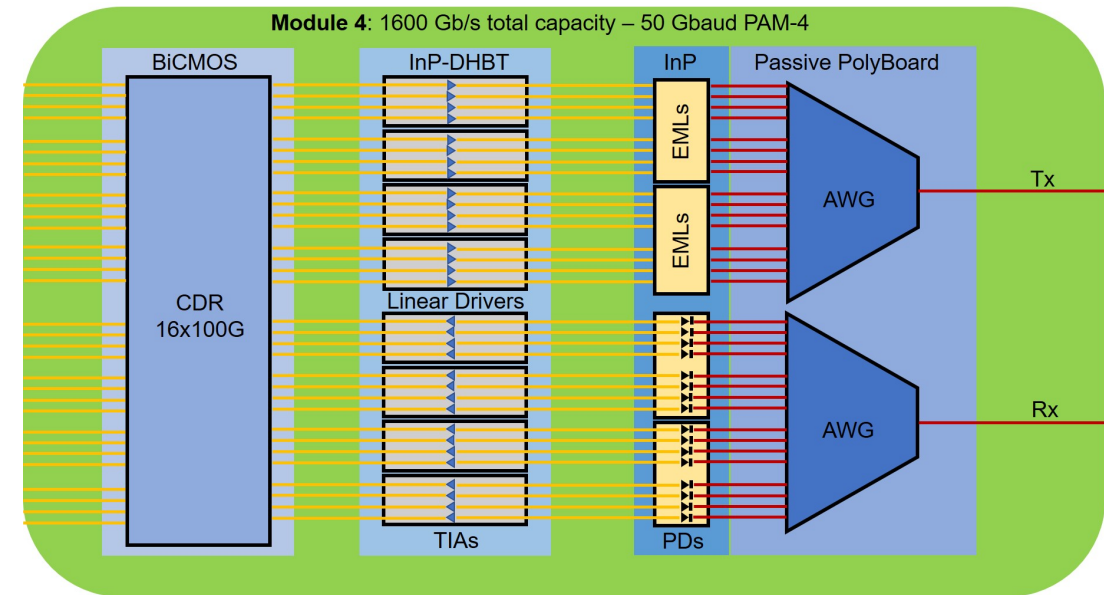 Module 4: 1600 Gb/s total capacity – 50 Gbaud PAM-4
BiCMOS
InP-DHBT
InP
Passive PolyBoard
EMLs
EMLs
AWG
Tx
CDR
16x100G
Linear Drivers
AWG
Rx
TIAs
PDs